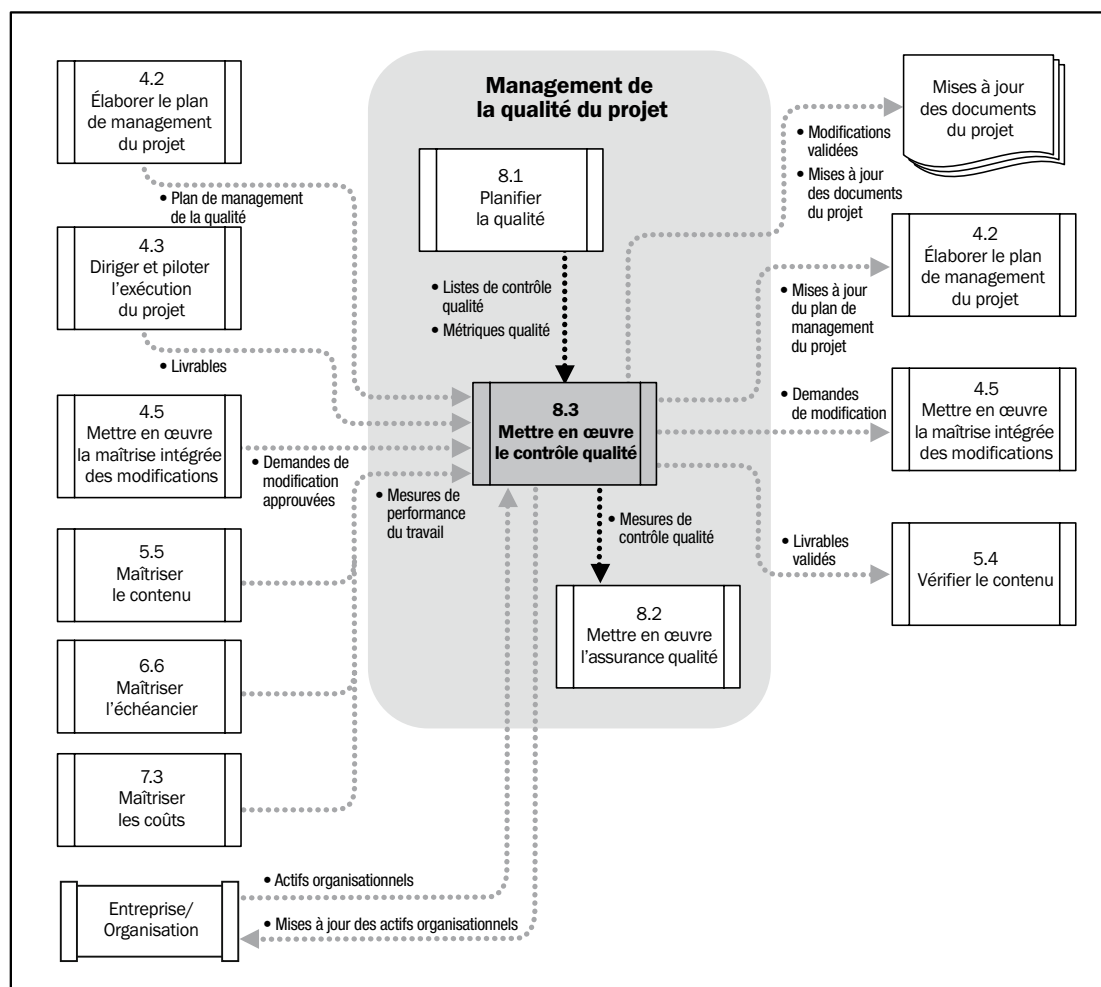 Management de
la qualité du projet
4.2
Élaborer le plan
de management
du projet
• Plan de management
de la qualité
4.3
Diriger et piloter
l'exécution
du projet
• Livrables
4.5
Mettre en œuvre
la maîtrise intégrée
des modifications
• Demandes de
modification
approuvées
5.5
Maîtriser
le contenu
6.6
Maîtriser
l'échéancier
7.3
Maîtriser
les coûts
• Mesures de
performance
du travail
Entreprise/
Organisation
• Actifs organisationnels
• Mises à jour des actifs organisationnels
8.1
Planifier
la qualité
• Listes de contrôle
qualité
• Métriques qualité
8.3
Mettre en œuvre
le contrôle qualité
• Mesures de
contrôle qualité
8.2
Mettre en œuvre
l'assurance qualité
• Modifications
validées
• Mises à jour
des documents
du projet
Mises à jour
des documents
du projet
• Mises à jour
du plan de
management
du projet
4.2
Élaborer le plan
de management
du projet
• Demandes
de modification
4.5
Mettre en œuvre
la maîtrise intégrée
des modifications
• Livrables
validés
5.4
Vérifier le contenu